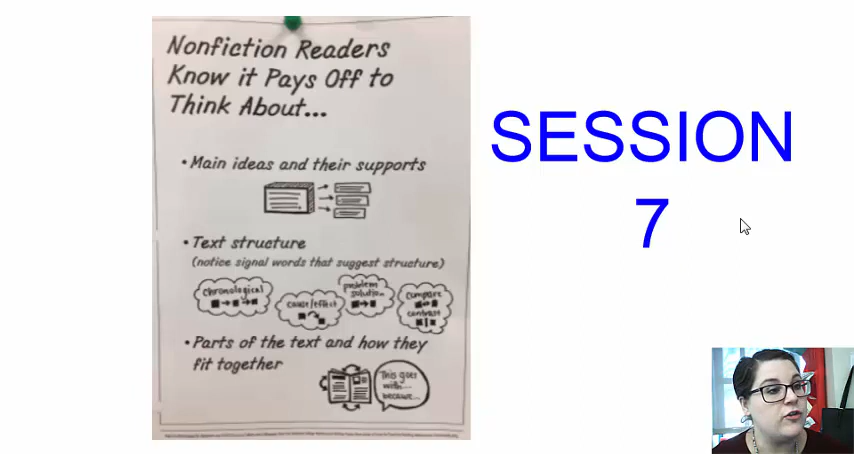 Nonfiction Readers
Know it Pays Off to
Think About...
• Main ideas and their supports
• Text structure
(notice signal words that suggest structure)
chronological
cause/effect
problem
solution
compare
contrast
• Parts of the text and how they
fit together
This goes
with...
because...
SESSION
7